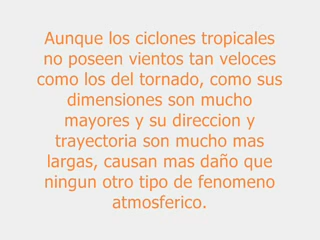 Aunque los ciclones tropicales
no poseen vientos tan veloces
como los del tornado, como sus
dimensiones son mucho
mayores y su direccion y
trayectoria son mucho mas
largas, causan mas daño que
ningun otro tipo de fenomeno
atmosferico.